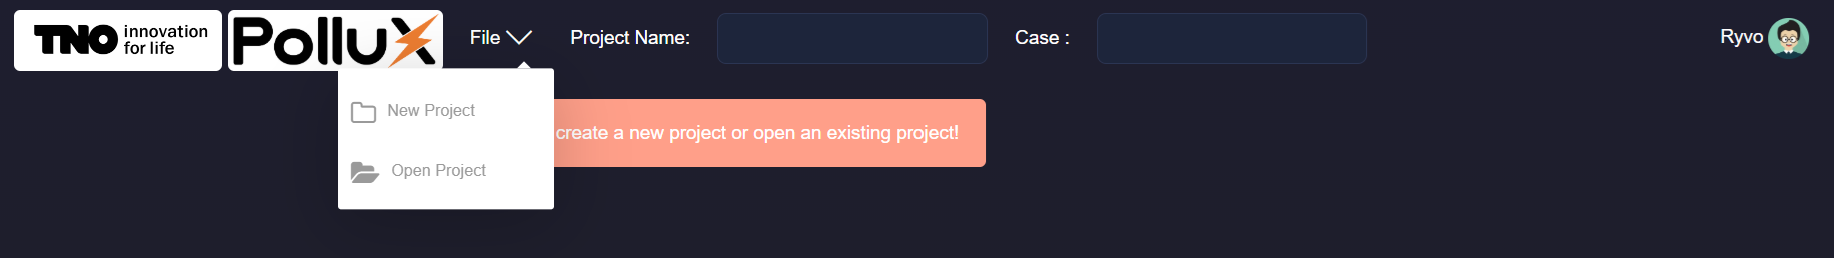 TNO innovation for life
PolluX
File
Project Name:
Case :
Ryvo
New Project
create a new project or open an existing project!
Open Project